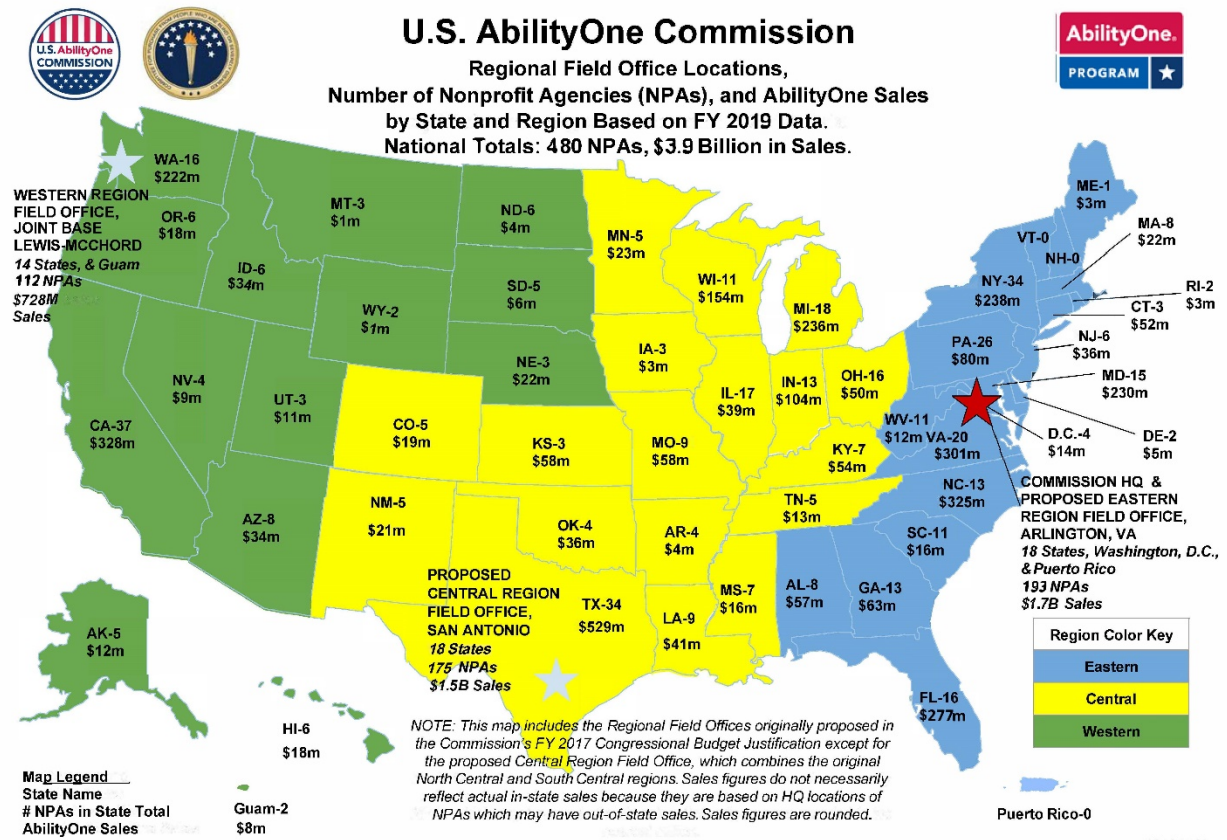 U.S. AbilityOne
COMMISSION
U.S. AbilityOne Commission
Regional Field Office Locations,
Number of Nonprofit Agencies (NPAs), and AbilityOne Sales
by State and Region Based on FY 2019 Data.
National Totals: 480 NPAs, $3.9 Billion in Sales.
AbilityOne®
PROGRAM
WA-16
$222m
WESTERN REGION
FIELD OFFICE,
JOINT BASE
LEWIS-MCCHORD
14 States, & Guam
112 NPAs
$728M
Sales
OR-6
$18m
ID-6
$34m
MT-3
$1m
WY-2
$1m
ND-6
$4m
SD-5
$6m
NE-3
$22m
NV-4
$9m
UT-3
$11m
CA-37
$328m
AZ-8
$34m
AK-5
$12m
HI-6
$18m
Guam-2
$8m
MN-5
$23m
WI-11
$154m
MI-18
$236m
IA-3
$3m
IL-17
$39m
IN-13
$104m
OH-16
$50m
CO-5
$19m
KS-3
$58m
MO-9
$58m
KY-7
$54m
NM-5
$21m
OK-4
$36m
AR-4
$4m
TN-5
$13m
MS-7
$16m
LA-9
$41m
TX-34
$529m
PROPOSED
CENTRAL REGION
FIELD OFFICE,
SAN ANTONIO
18 States
175 NPAs
$1.5B Sales
ME-1
$3m
VT-0
NH-0
MA-8
$22m
RI-2
$3m
CT-3
$52m
NY-34
$238m
NJ-6
$36m
PA-26
$80m
MD-15
$230m
DE-2
$5m
D.C.-4
$14m
WV-11
$12m
VA-20
$301m
NC-13
$325m
SC-11
$16m
AL-8
$57m
GA-13
$63m
FL-16
$277m
COMMISSION HQ &
PROPOSED EASTERN
REGION FIELD OFFICE,
ARLINGTON, VA
18 States, Washington, D.C.,
& Puerto Rico
193 NPAs
$1.7B Sales
Region Color Key
Eastern
Central
Western
Puerto Rico-0
NOTE: This map includes the Regional Field Offices originally proposed in
the Commission's FY 2017 Congressional Budget Justification except for
the proposed Central Region Field Office, which combines the original
North Central and South Central regions. Sales figures do not necessarily
reflect actual in-state sales because they are based on HQ locations of
NPAs which may have out-of-state sales. Sales figures are rounded.
Map Legend
State Name
# NPAs in State Total
AbilityOne Sales